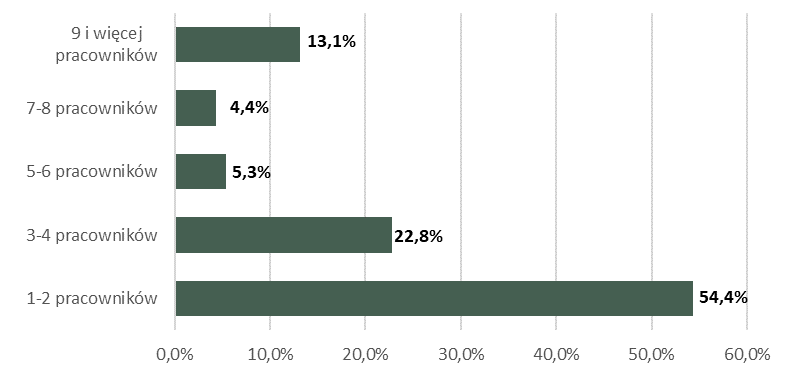 9 i więcej
pracowników
13,1%
7-8 pracowników
4,4%
5-6 pracowników
5,3%
3-4 pracowników
22,8%
1-2 pracowników
54,4%
0,0% 10,0% 20,0% 30,0% 40,0% 50,0% 60,0%